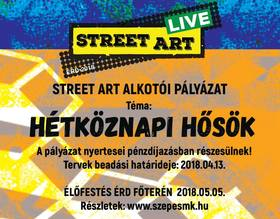 STREET ART LIVE
ÉRD 2018
STREET ART ALKOTÓI PÁLYÁZAT
Téma:
HÉTKÖZNAPI HŐSÖK
A pályázat nyertesei pénzdíjazásban részesülnek!
Tervek beadási határideje: 2018.04.13.
ÉLŐFESTÉS ÉRD FŐTERÉN 2018.05.05.
Részletek: www.szepesmk.hu